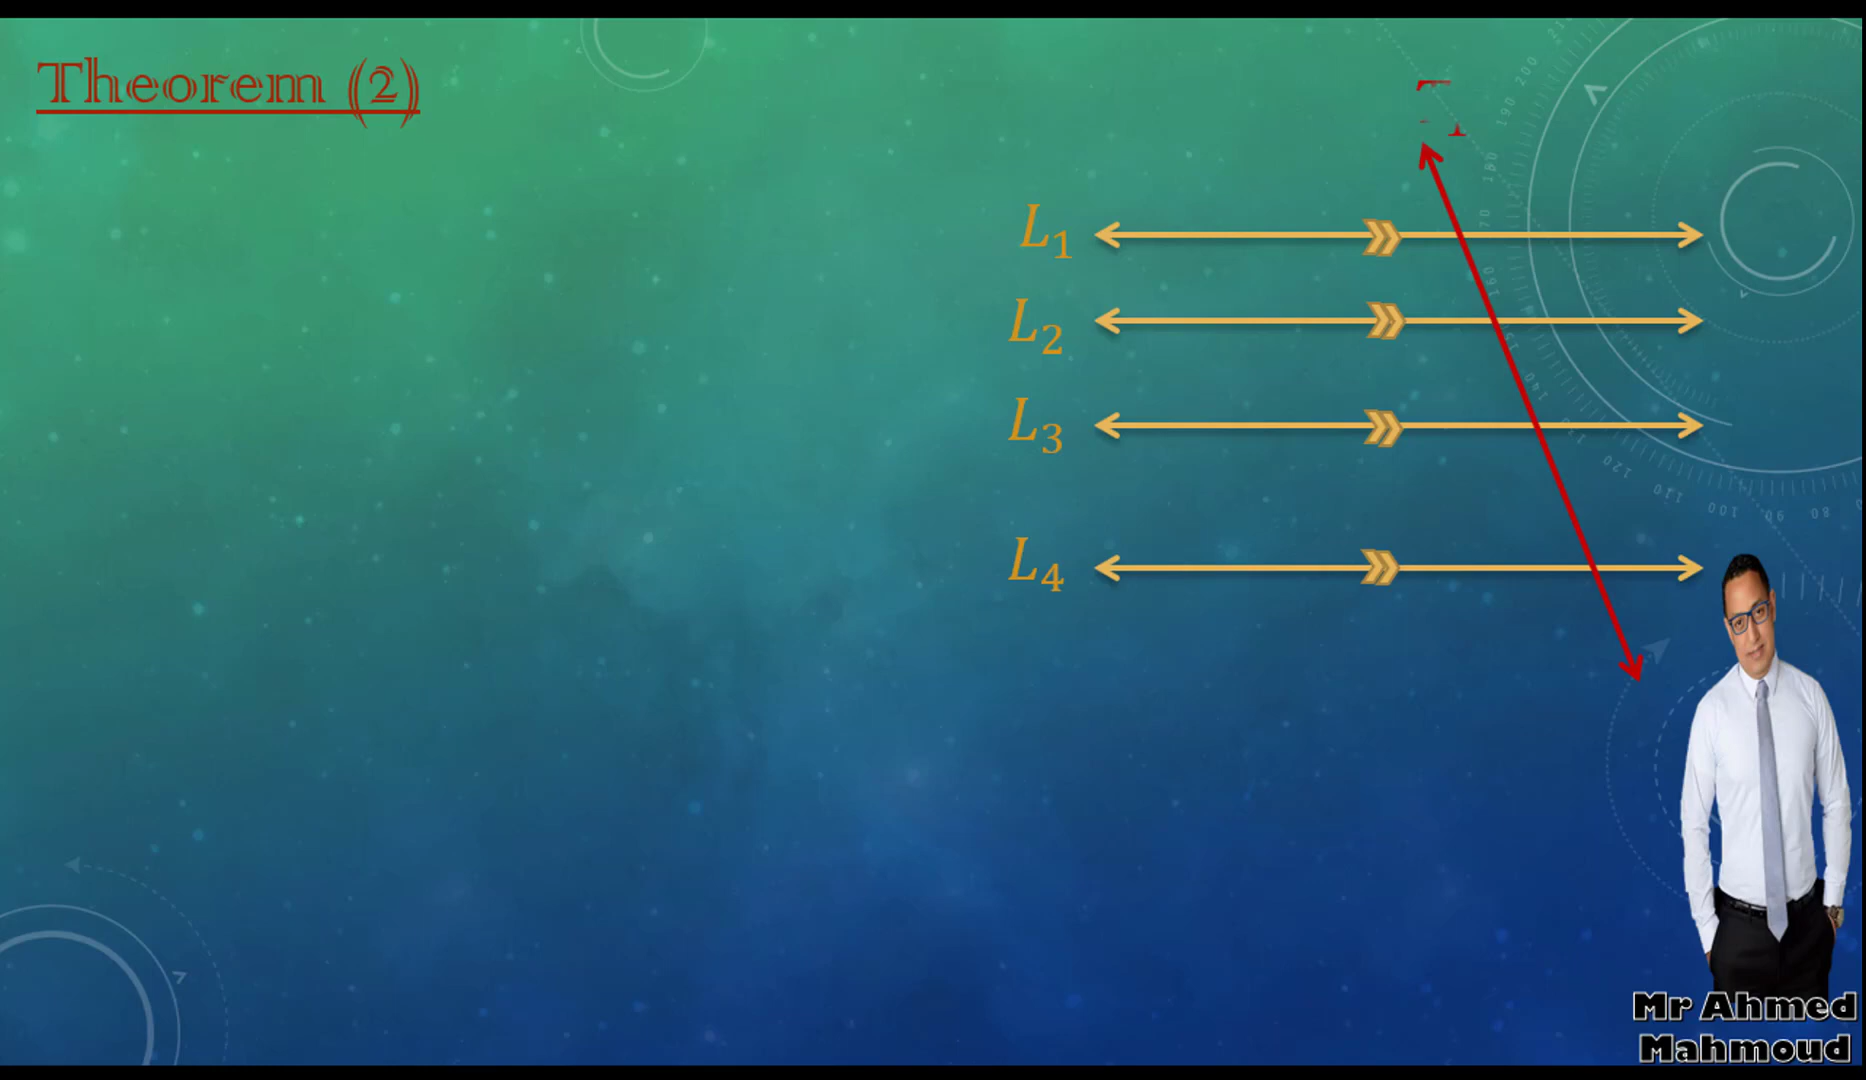 Theorem (2)
L₁
L₂
L₃
L₄
Mr Ahmed
Mahmoud